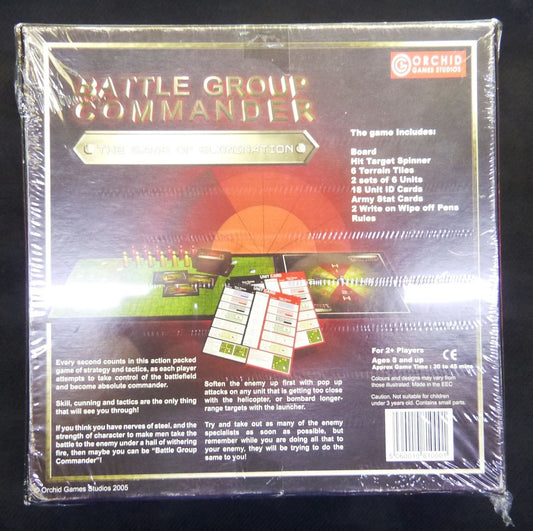 ORCHID
GAMES STUDIOS
BATTLE GROUP
COMMANDER
THE GAME OF ELIMINATION
The game Includes:
Board
Hit Target Spinner
6 Terrain Tiles
2 sets of 6 Units
18 Unit ID Cards
Army Stat Cards
2 Write on Wipe off Pens
Rules
UNIT CARD
Every second counts in this action packed
game of strategy and tactics, as each player
attempts to take control of the battlefield
and become absolute commander.
Skill, cunning and tactics are the only thing
that will see you through!
If you think you have nerves of steel, and the
strength of character to make men take the
battle to the enemy under a hall of withering
fire, then maybe you can be "Battle Group
Commander"!
Soften the enemy up first with pop up
attacks on any unit that is getting too close
with the helicopter, or bombard longer-
range targets with the launcher.
Try and take out as many of the enemy
specialists as soon as possible, but
remember while you are doing all that to
your enemy, they will be trying to do the
same to you!
For 2+ Players
Ages 8 and up
Approx Game Time : 30 to 45 mins
CE
Colours and designs may vary from
those illustrated. Made in the EEC
Caution. Not suitable for children
under 3 years old. Contains small parts.
© Orchid Games Studios 2005